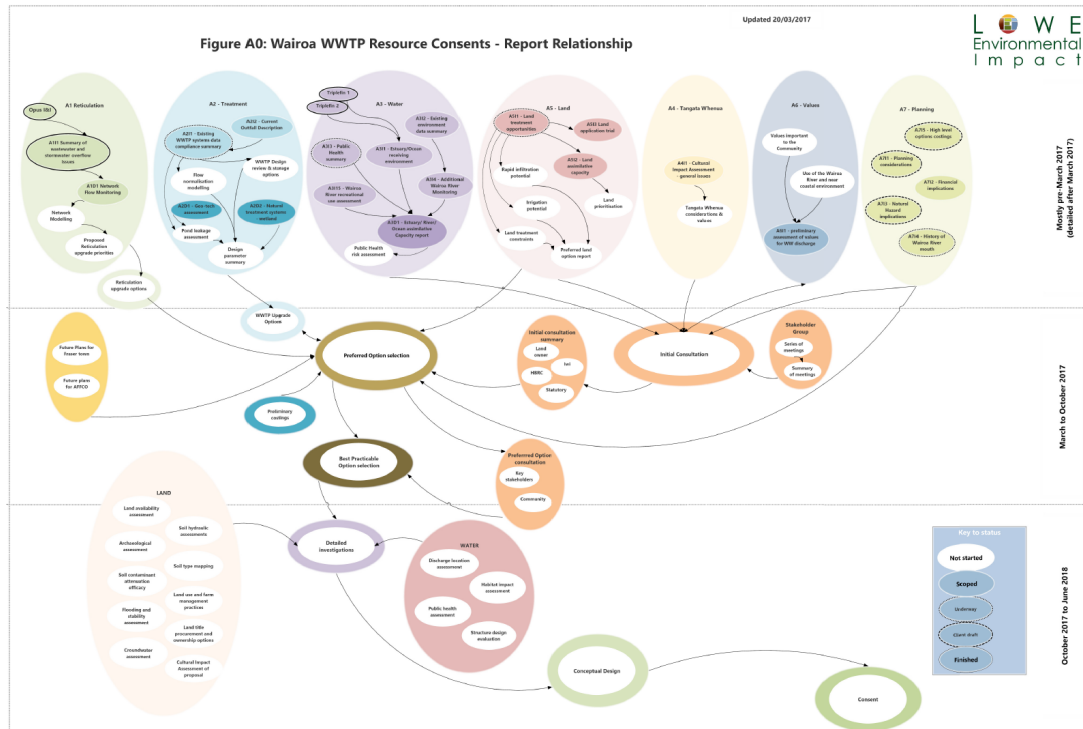 Updated 20/03/2017
LOWE
Environmental
Impact
Figure A0: Wairoa WWTP Resource Consents - Report Relationship
A1 Reticulation
Opus I&I
A1I1 Summary of
wastewater and
stormwater overflow
issues
A1D1 Network
Flow Monitoring
Network
Modelling
Proposed
Reticulation
upgrade priorities
Reticulation
upgrade options
A2 - Treatment
A2I2 - Current
Outfall Description
A2I1 - Existing
WWTP systems data
compliance summary
WWTP Design
review & storage
options
Flow
normalisation
modelling
A2D1 - Geo-tech
assessment
A2D2 - Natural
treatment systems
- wetland
Pond leakage
assessment
Design
parameter
summary
WWTP Upgrade
Options
Triplefin 1
Triplefin 2
A3 - Water
A3I2 - Existing
environment
data summary
A3I3 - Public
Health
summary
A3I1 - Estuary/Ocean
receiving
environment
A3I4 - Additional
Wairoa River
Monitoring
- Wairoa
River recreational
use assessment
A3D1 - Estuary/ River/
Ocean assimilative
Capacity report
Public Health
risk assessment
A5 - Land
A5I1 - Land
treatment
opportunities
A5I3 Land
application trial
A5I2 - Land
assimilative
capacity
Rapid infiltration
potential
Irrigation
potential
Land
prioritisation
Land treatment
constraints
Preferred land
option report
A4 - Tangata Whenua
A4I1 - Cultural
Impact Assessment
- general issues
Tangata Whenua
considerations &
values
A6 - Values
Values important
to the
Community
Use of the Wairoa
River and near
coastal environment
A6I1 - preliminary
assessment of values
for WW discharge
A7 - Planning
A7I5 - High level
options costings
A7I1 - Planning
considerations
A7I2 - Financial
implications
A7I3 - Natural
Hazard
implications
A7I4 - History of
Wairoa River
mouth
Mostly pre-March 2017
(detailed after March 2017)
Future Plans for
Fraser town
Future plans
for AFFCO
Preferred Option selection
Preliminary
costings
Initial consultation
summary
Land
owner
Iwi
HBRC
Statutory
Initial Consultation
Stakeholder
Group
Series of
meetings
Summary
of meetings
Best Practicable
Option selection
Preferred Option
consultation
Key
stakeholders
Community
March to October 2017
LAND
Land availability
assessment
Soil hydraulic
assessments
Archaeological
assessment
Soil type mapping
Soil contaminant
attenuation
efficacy
Land use and farm
management
practices
Flooding and
stability
assessment
Land title
procurement and
ownership options
Groundwater
assessment
Cultural Impact
Assessment of
proposal
Detailed
investigations
WATER
Discharge location
assessment
Habitat impact
assessment
Public health
assessment
Structure design
evaluation
Conceptual Design
Consent
Key to status
Not started
Scoped
Underway
Client draft
Finished
October 2017 to June 2018